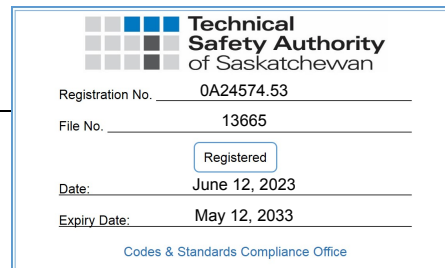 Technical
Safety Authority
of Saskatchewan
Registration No. 0A24574.53
File No. 13665
Registered
Date: June 12, 2023
Expiry Date: May 12, 2033
Codes & Standards Compliance Office